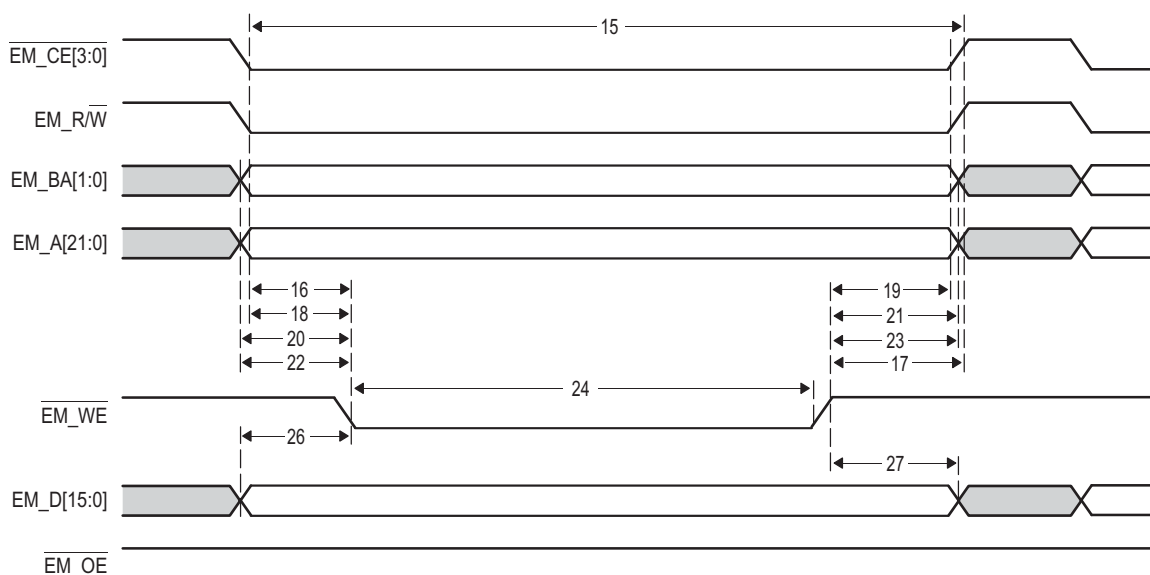 15
EM_CE[3:0]
EM_R/W
EM_BA[1:0]
EM_A[21:0]
16 19
18 21
20 23
22 17
24
EM_WE
26
27
EM_D[15:0]
EM_OE